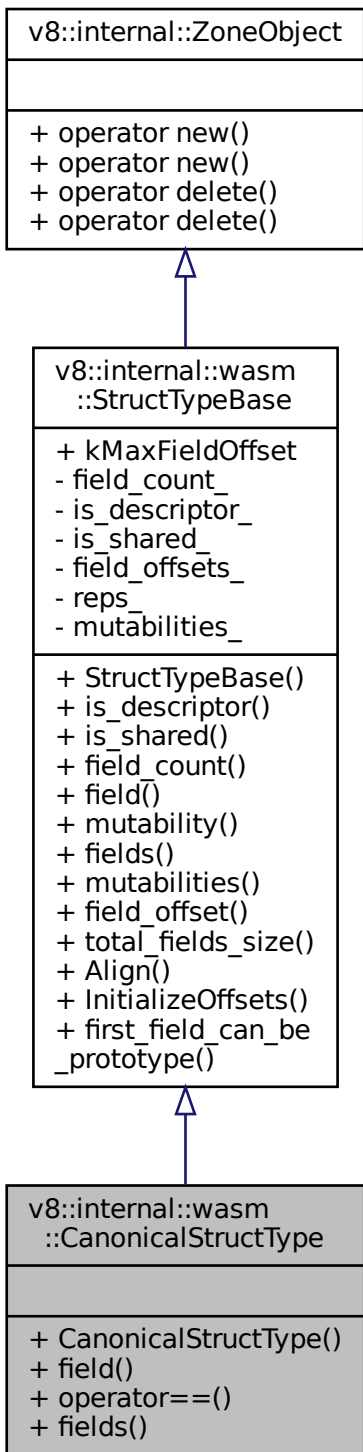 v8::internal::ZoneObject
+ operator new()
+ operator new()
+ operator delete()
+ operator delete()
v8::internal::wasm
::StructTypeBase
+ kMaxFieldOffset
- field_count_
- is_descriptor_
- is_shared_
- field_offsets_
- reps_
- mutabilities_
+ StructTypeBase()
+ is_descriptor()
+ is_shared()
+ field_count()
+ field()
+ mutability()
+ fields()
+ mutabilities()
+ field_offset()
+ total_fields_size()
+ Align()
+ InitializeOffsets()
+ first_field_can_be
_prototype()
v8::internal::wasm
::CanonicalStructType
+ CanonicalStructType()
+ field()
+ operator==()
+ fields()